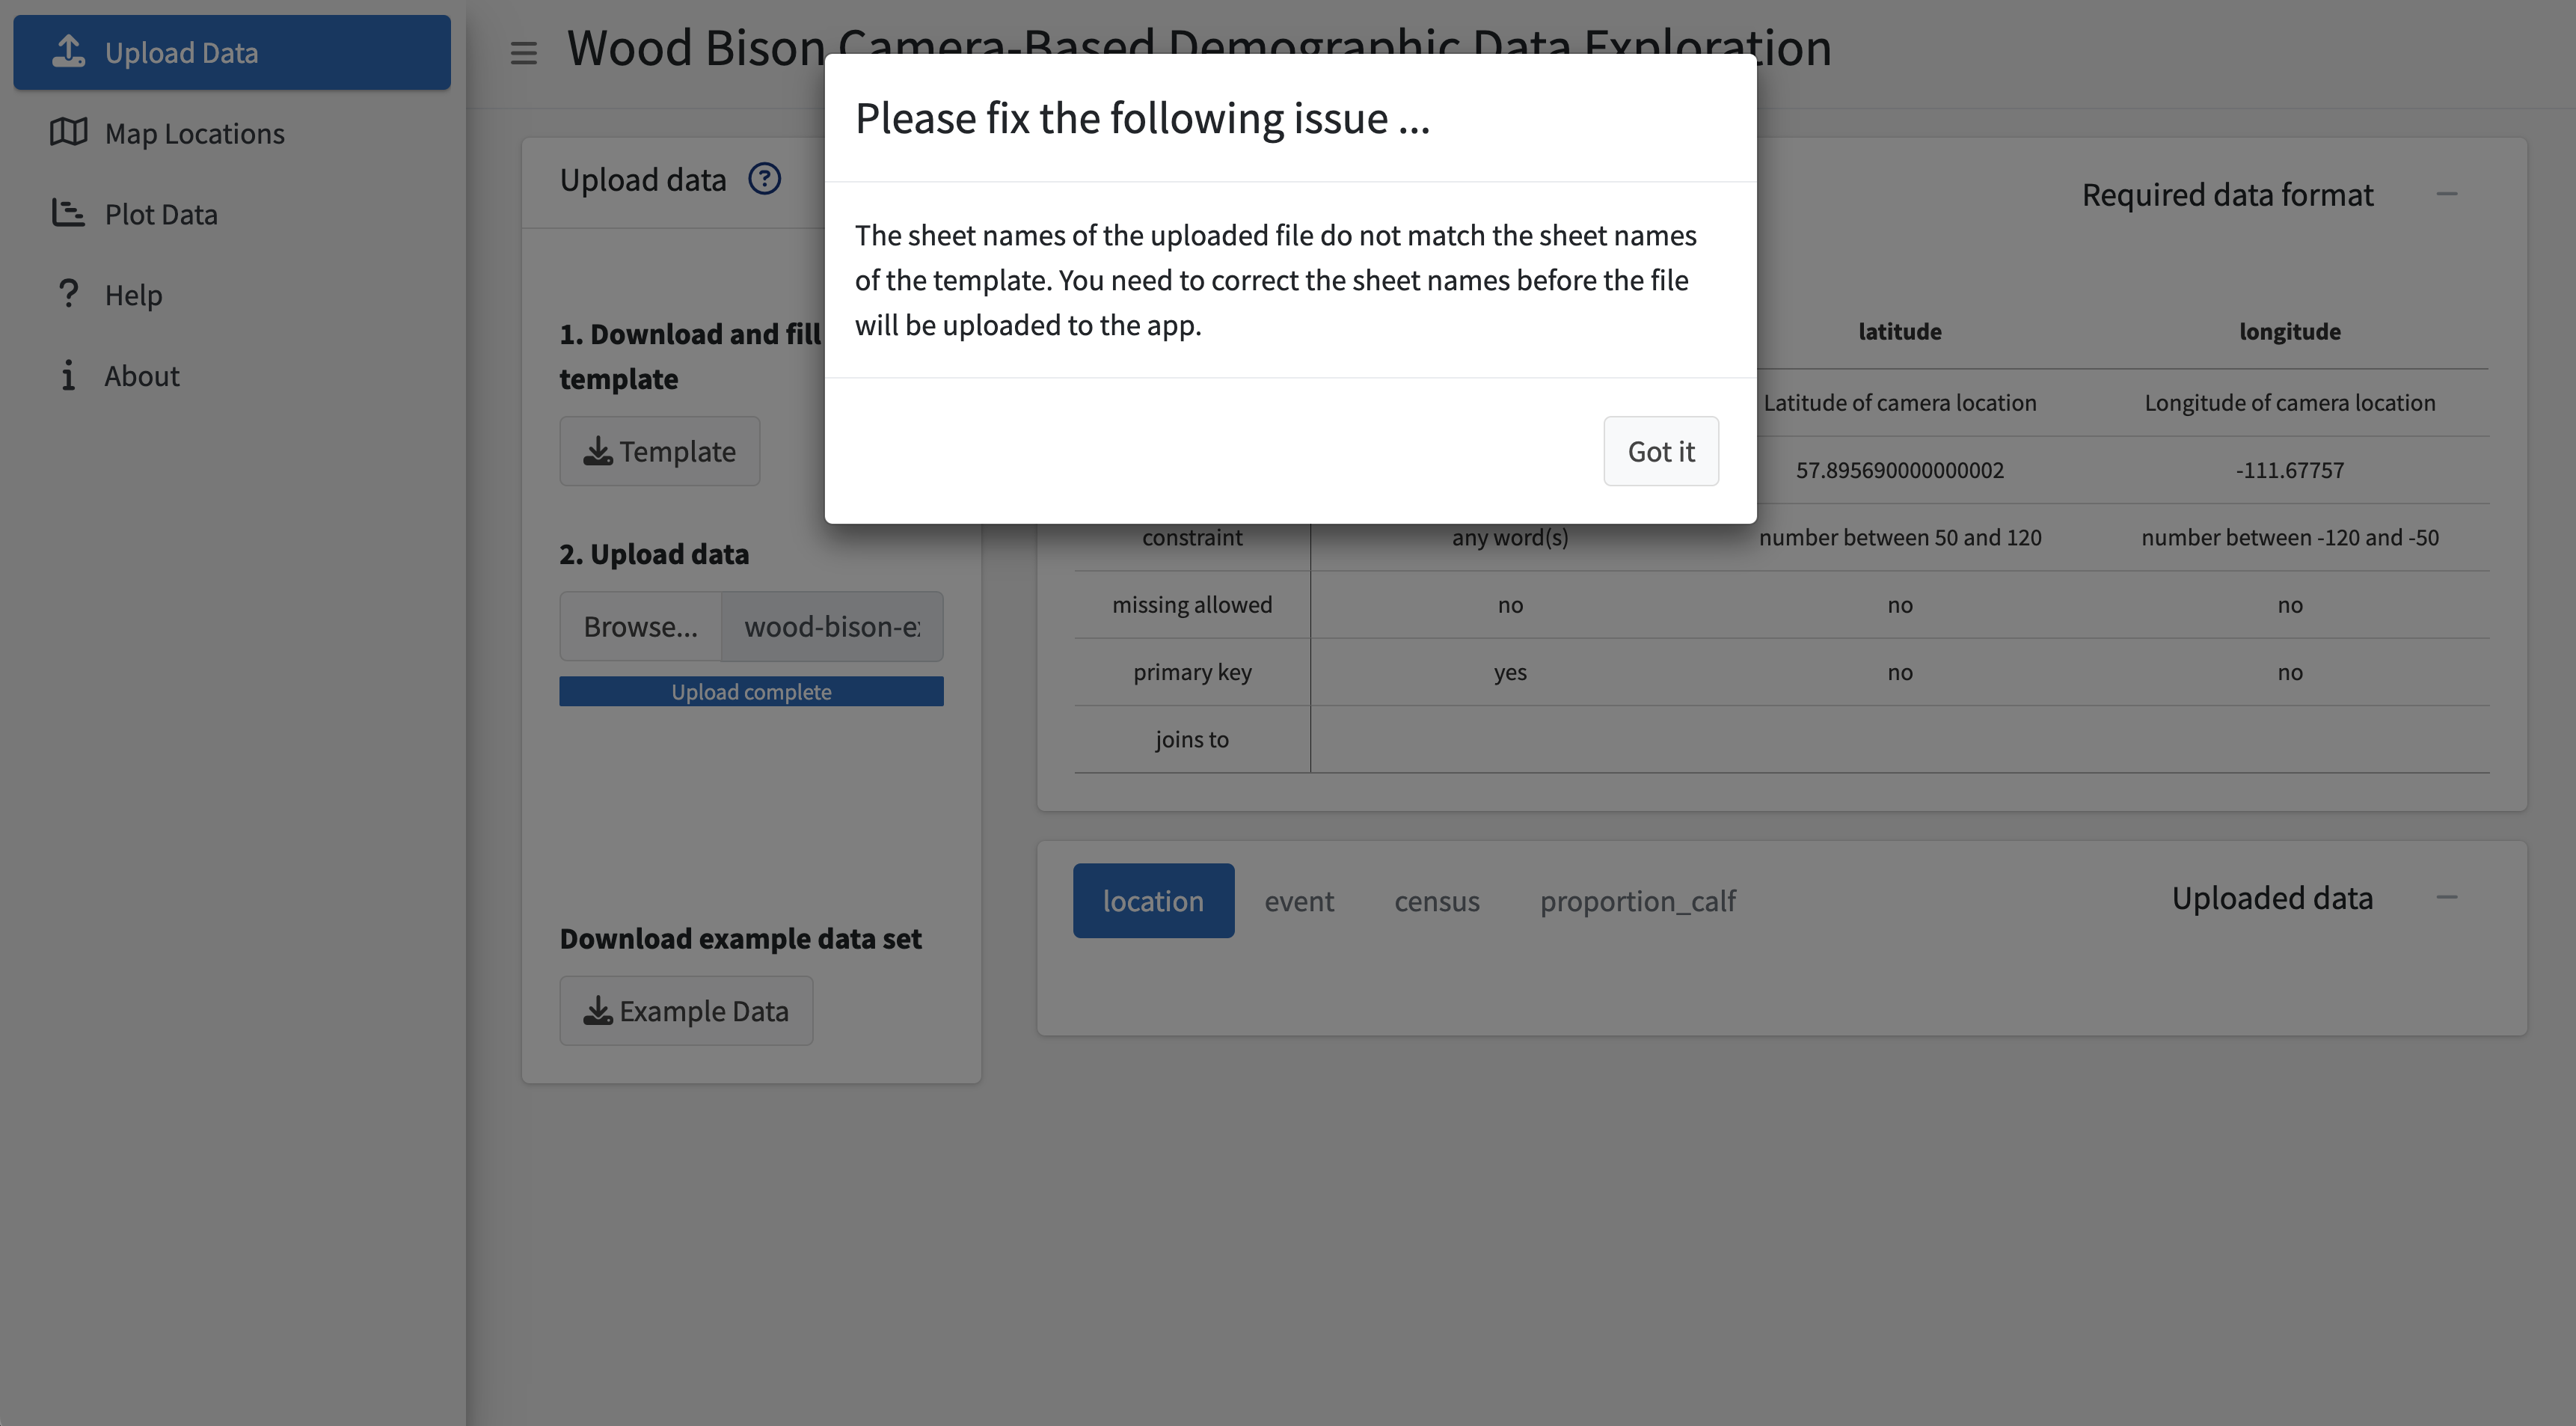 Upload Data
Map Locations
Plot Data
Help
About
Wood Bison Camera-Based Demographic Data Exploration
Please fix the following issue ...
The sheet names of the uploaded file do not match the sheet names
of the template. You need to correct the sheet names before the file
will be uploaded to the app.
Got it
Upload data
1. Download and fill
template
Template
2. Upload data
Browse...
wood-bison-e
Upload complete
Download example data set
Example Data
Required data format
latitude longitude
Latitude of camera location Longitude of camera location
57.895690000000002 -111.67757
constraint any word(s) number between 50 and 120 number between -120 and -50
missing allowed no no no
primary key yes no no
joins to
location event census proportion_calf
Uploaded data